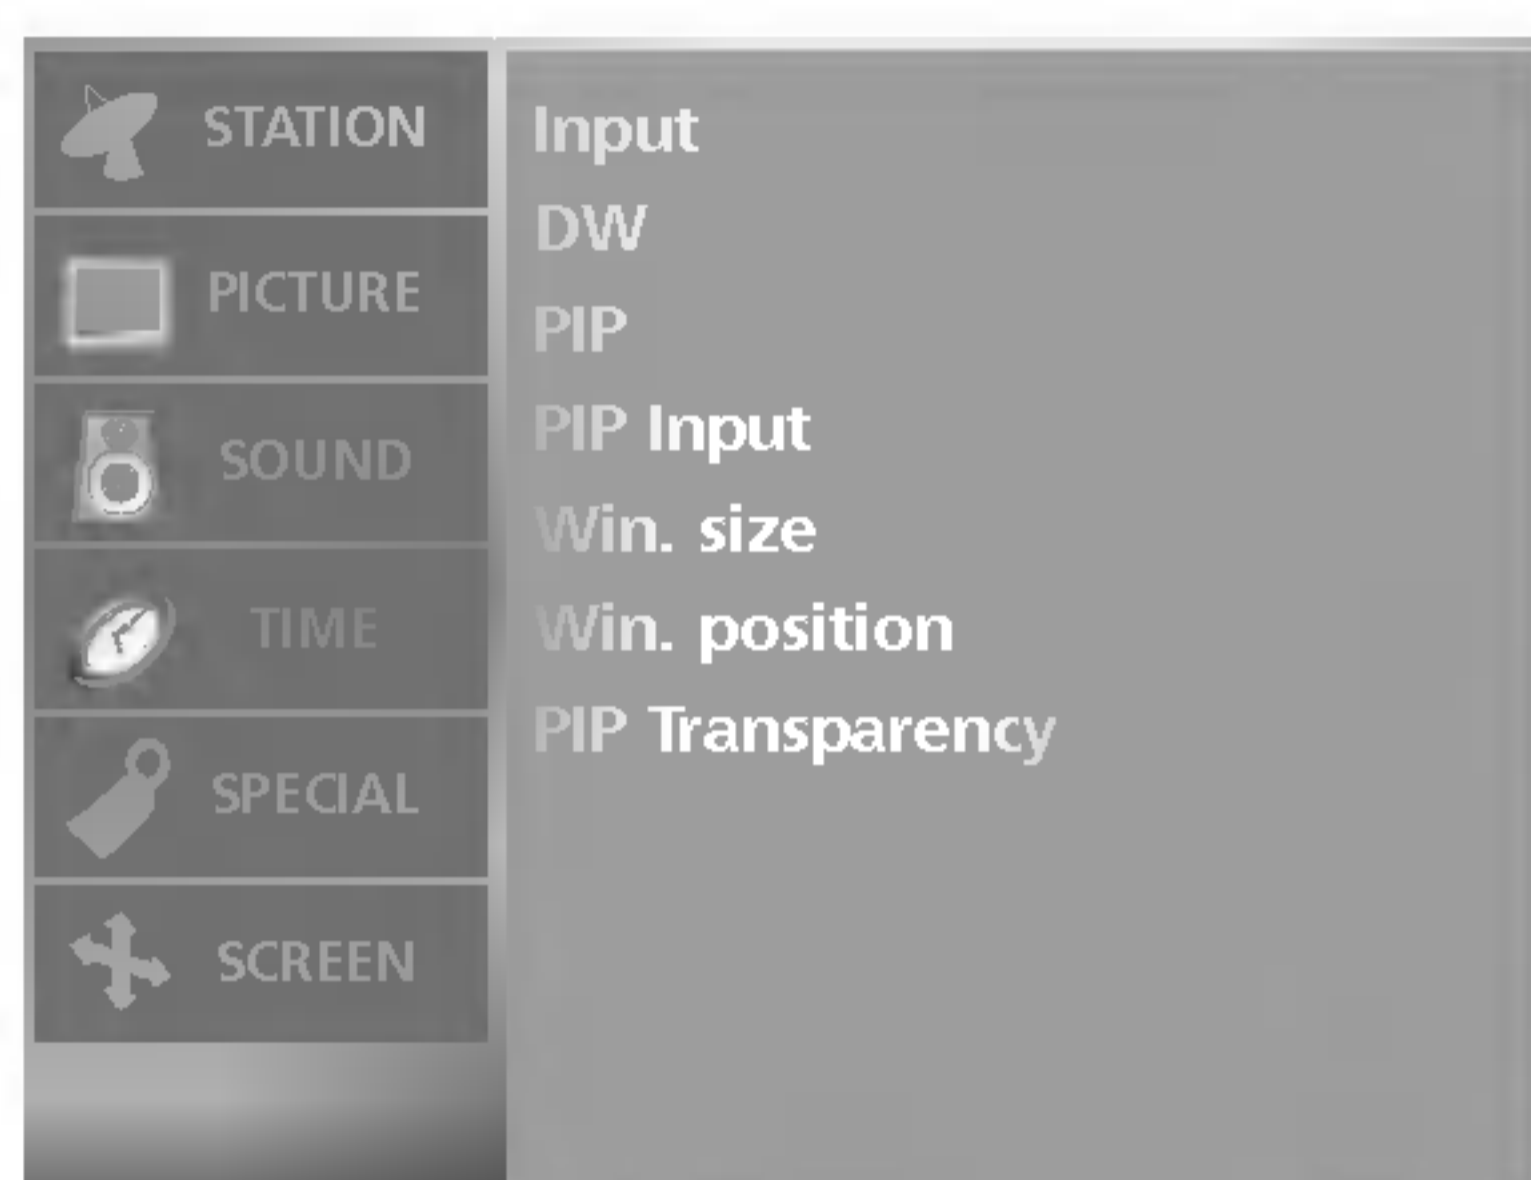 STATION
PICTURE
SOUND
TIME
SPECIAL
SCREEN
Input
DW
PIP
PIP Input
Win. size
Win. position
PIP Transparency